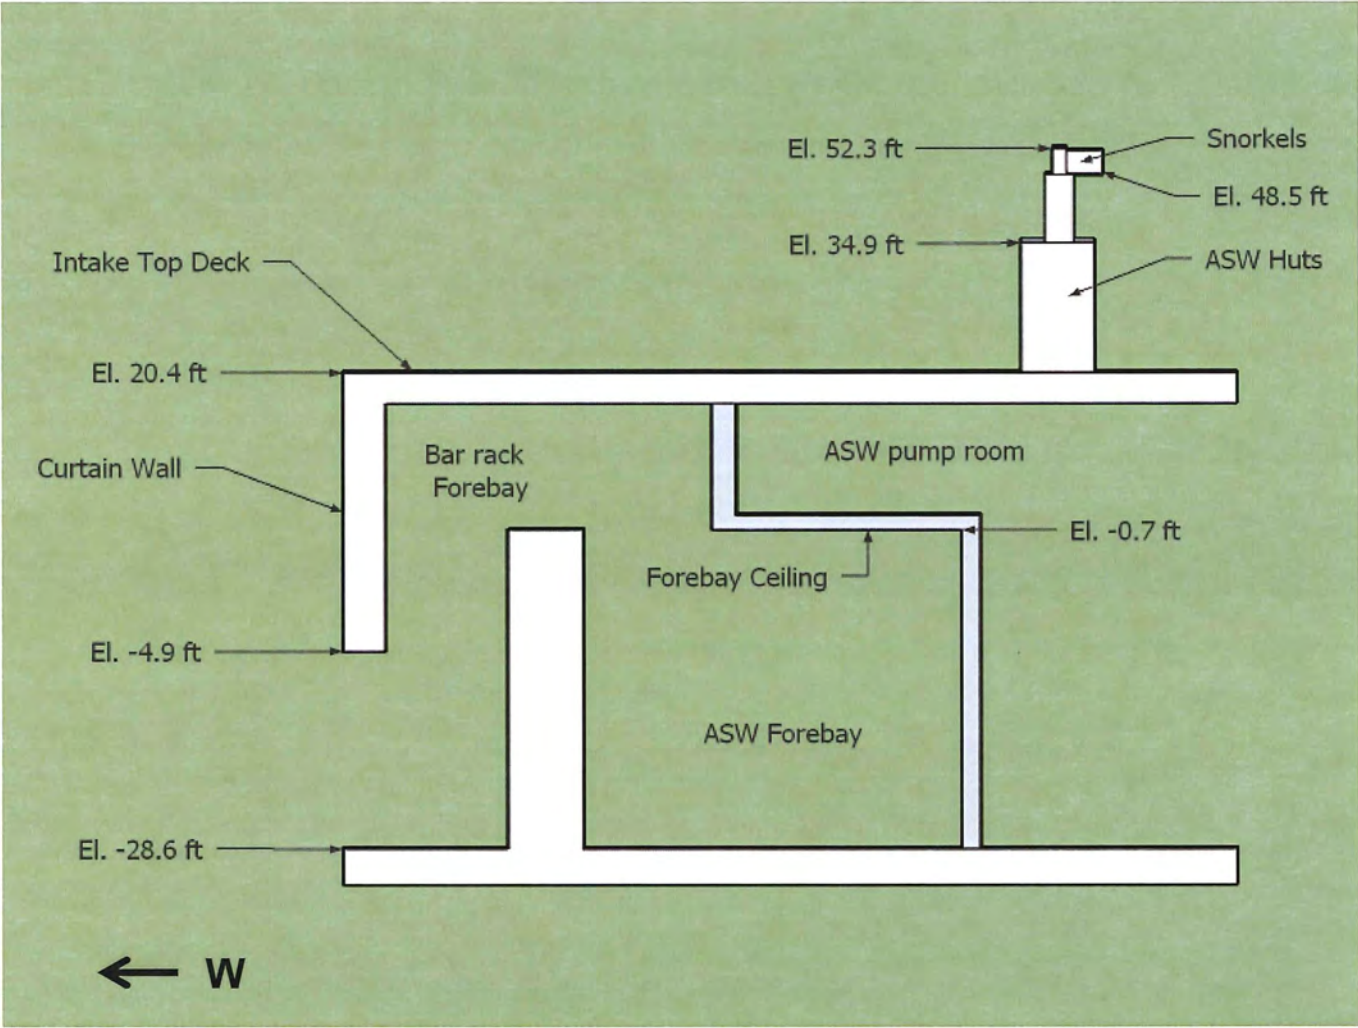 El. 52.3 ft
Snorkels
El. 48.5 ft
El. 34.9 ft
ASW Huts
Intake Top Deck
El. 20.4 ft
Curtain Wall
Bar rack
Forebay
ASW pump room
El. -0.7 ft
Forebay Ceiling
El. -4.9 ft
ASW Forebay
El. -28.6 ft
W